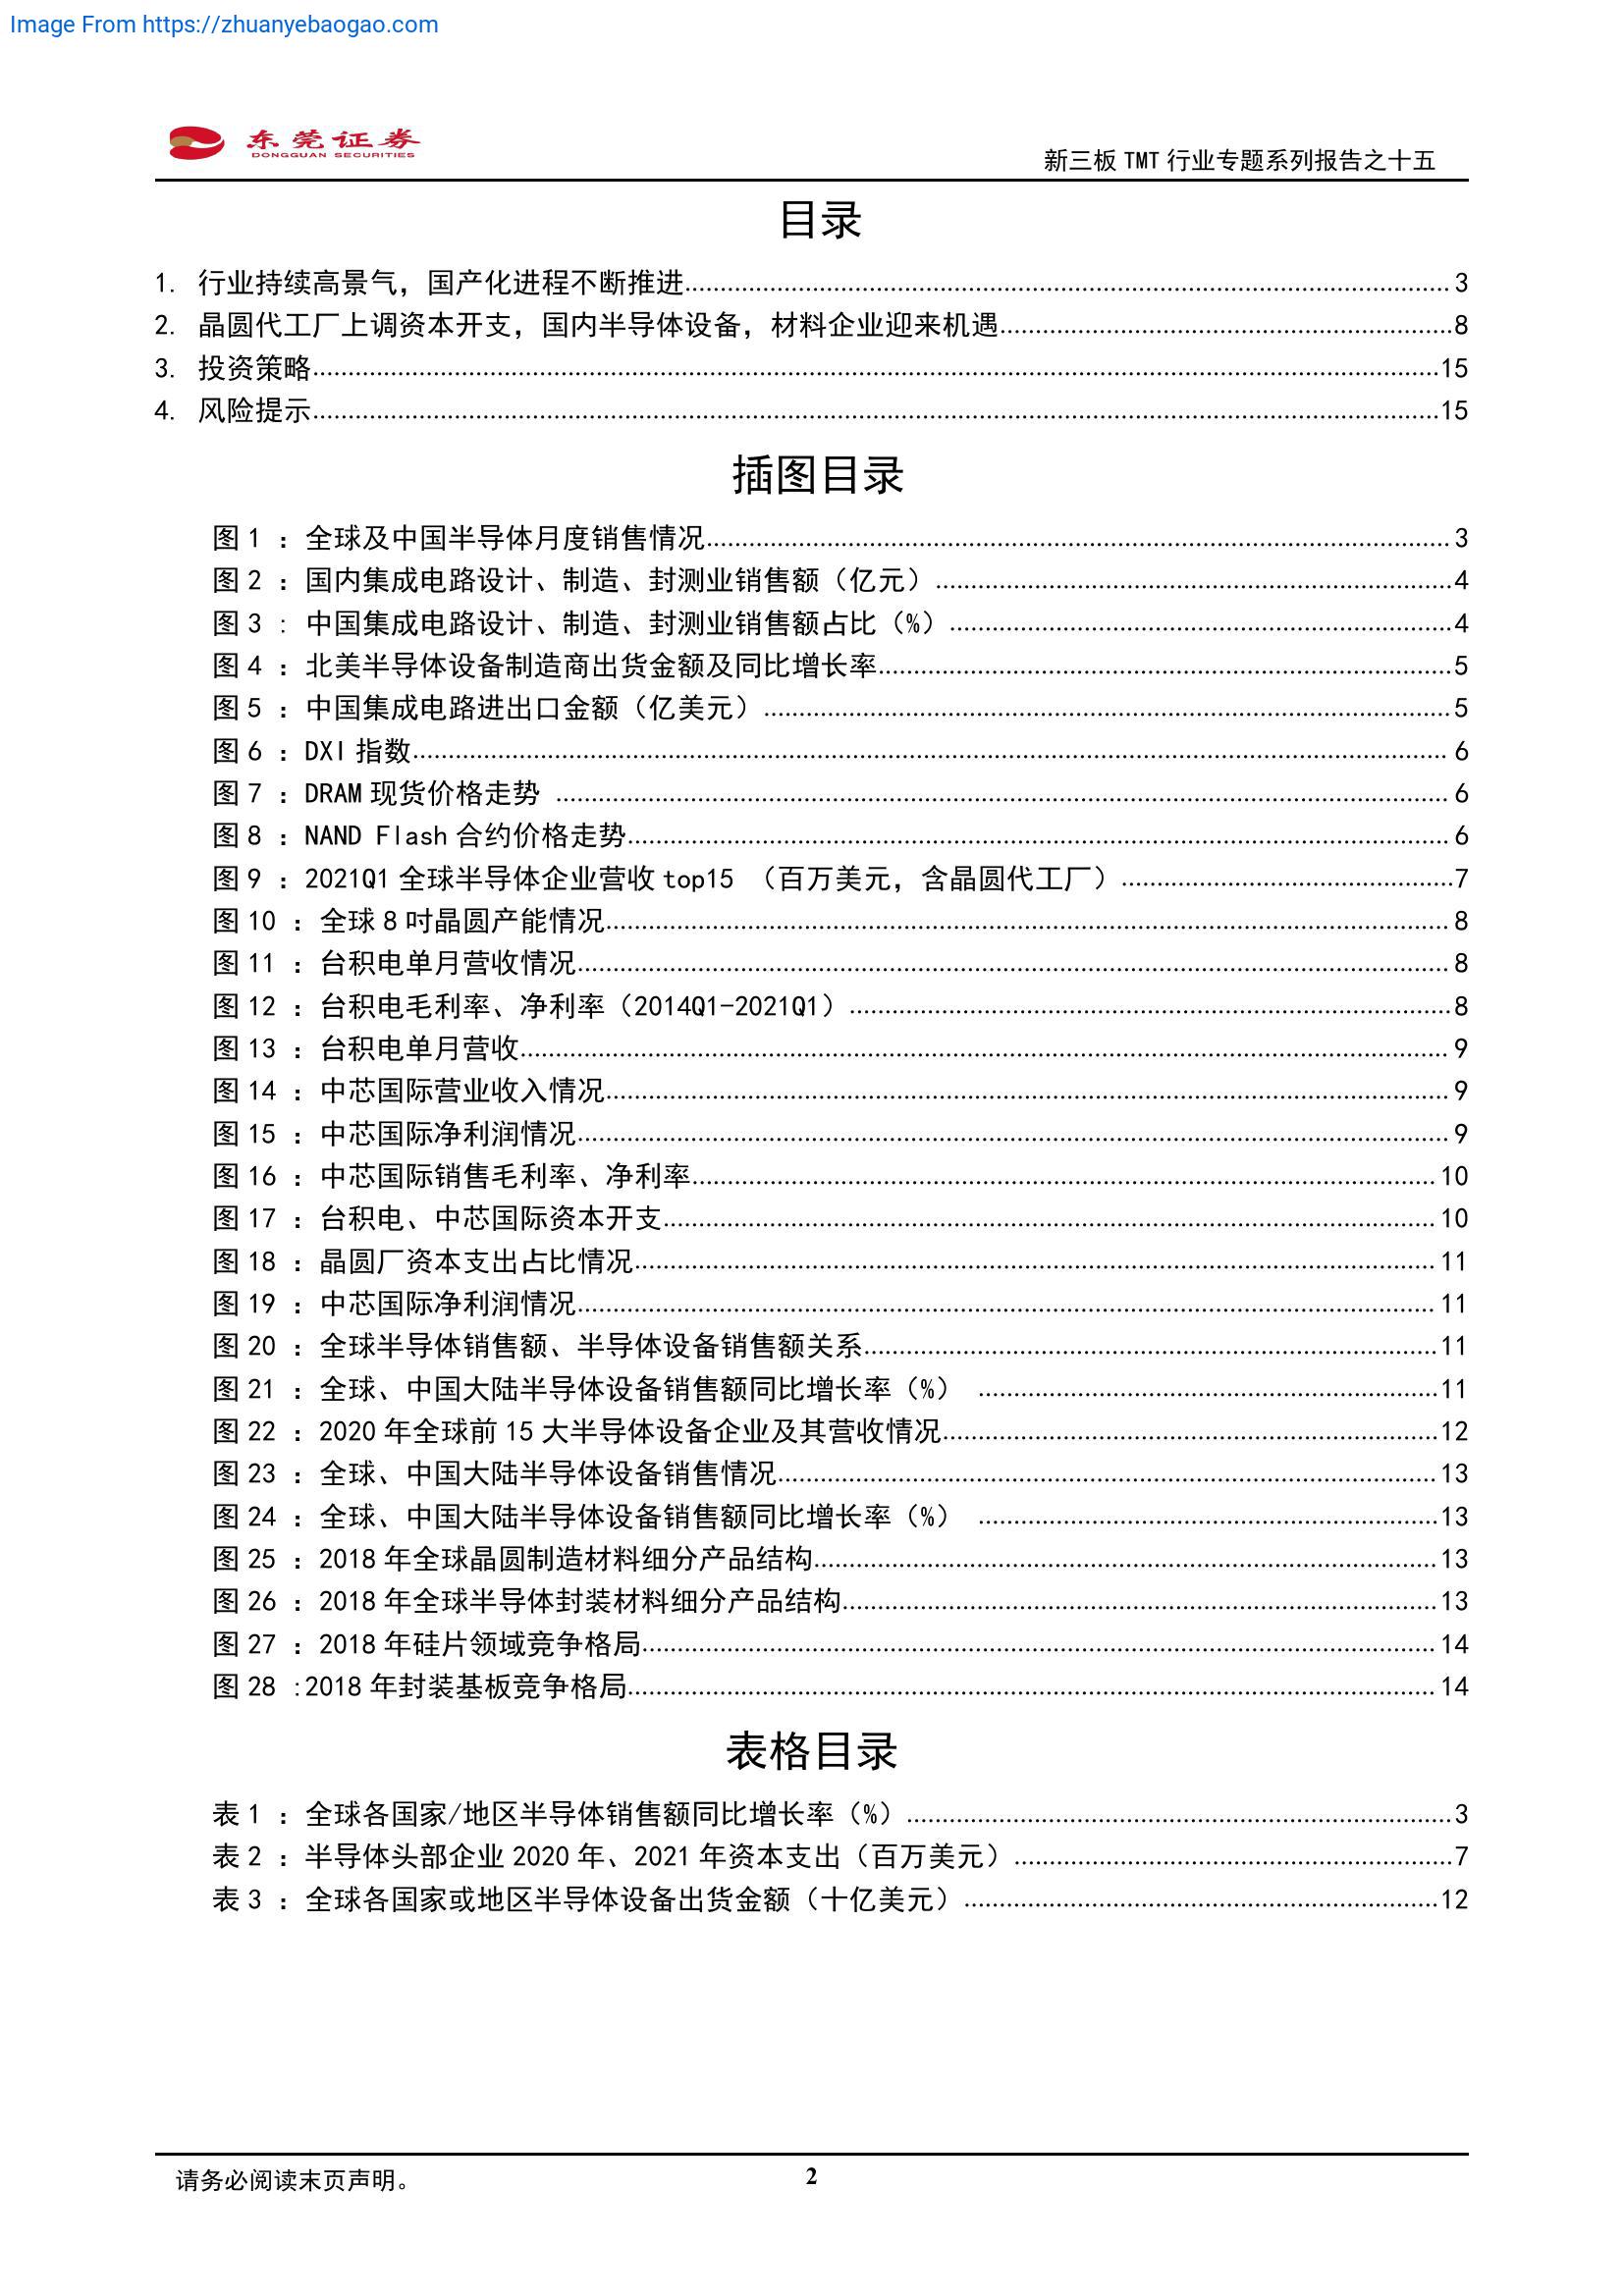 Image From https://zhuanyebaogao.com
东莞证券
DONGGUAN SECURITIES
新三板 TMT 行业专题系列报告之十五
目录
1. 行业持续高景气，国产化进程不断推进 3
2. 晶圆代工厂上调资本开支，国内半导体设备，材料企业迎来机遇 8
3. 投资策略 15
4. 风险提示 15
插图目录
图 1 ：全球及中国半导体月度销售情况 3
图 2 ：国内集成电路设计、制造、封测业销售额（亿元） 4
图 3 : 中国集成电路设计、制造、封测业销售额占比（%） 4
图 4 ：北美半导体设备制造商出货金额及同比增长率 5
图 5 ：中国集成电路进出口金额（亿美元） 5
图 6 ：DXI 指数 6
图 7 ：DRAM 现货价格走势 6
图 8 ：NAND Flash 合约价格走势 6
图 9 ：2021Q1 全球半导体企业营收 top15 （百万美元，含晶圆代工厂） 7
图 10 ：全球 8 吋晶圆产能情况 8
图 11 ：台积电单月营收情况 8
图 12 ：台积电毛利率、净利率（2014Q1-2021Q1） 8
图 13 ：台积电单月营收 9
图 14 ：中芯国际营业收入情况 9
图 15 ：中芯国际净利润情况 9
图 16 ：中芯国际销售毛利率、净利率 10
图 17 ：台积电、中芯国际资本开支 10
图 18 ：晶圆厂资本支出占比情况 11
图 19 ：中芯国际净利润情况 11
图 20 ：全球半导体销售额、半导体设备销售额关系 11
图 21 ：全球、中国大陆半导体设备销售额同比增长率（%） 11
图 22 ：2020 年全球前 15 大半导体设备企业及其营收情况 12
图 23 ：全球、中国大陆半导体设备销售情况 13
图 24 ：全球、中国大陆半导体设备销售额同比增长率（%） 13
图 25 ：2018 年全球晶圆制造材料细分产品结构 13
图 26 ：2018 年全球半导体封装材料细分产品结构 13
图 27 ：2018 年硅片领域竞争格局 14
图 28 :2018 年封装基板竞争格局 14
表格目录
表 1 ：全球各国家/地区半导体销售额同比增长率（%） 3
表 2 ：半导体头部企业 2020 年、2021 年资本支出（百万美元） 7
表 3 ：全球各国家或地区半导体设备出货金额（十亿美元） 12
请务必阅读末页声明。
2